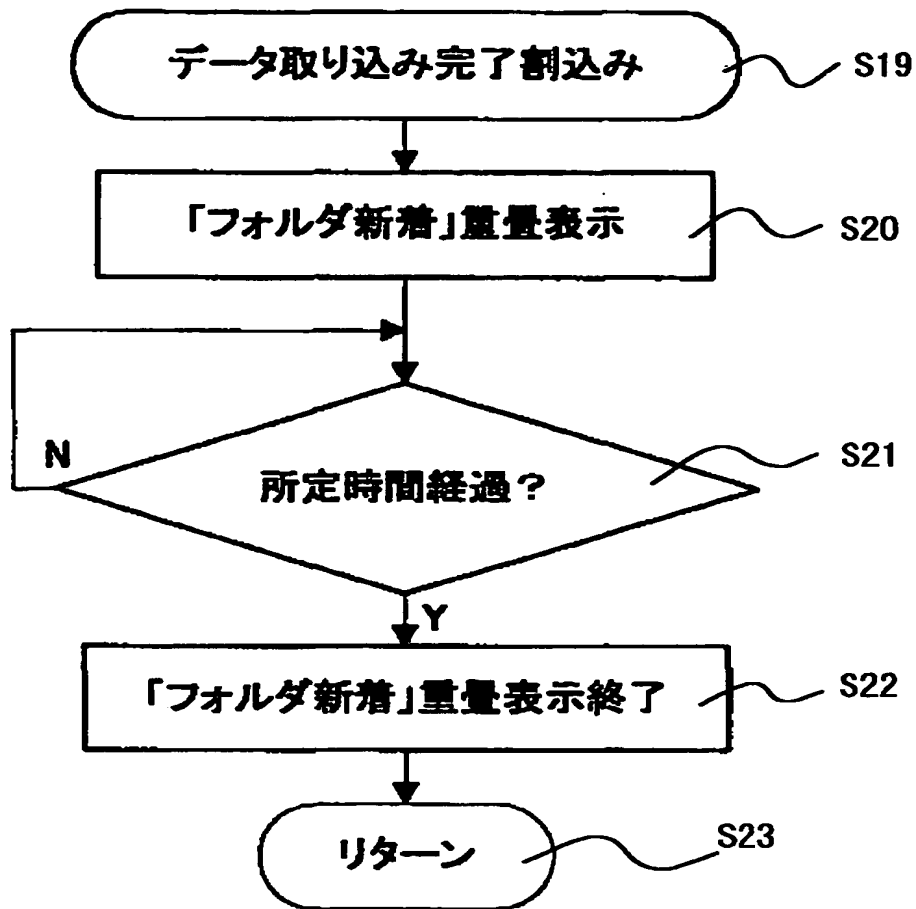 データ取り込み完了割込み
S19
「フォルダ新着」重畳表示
S20
N
所定時間経過？
S21
Y
「フォルダ新着」重畳表示終了
S22
リターン
S23